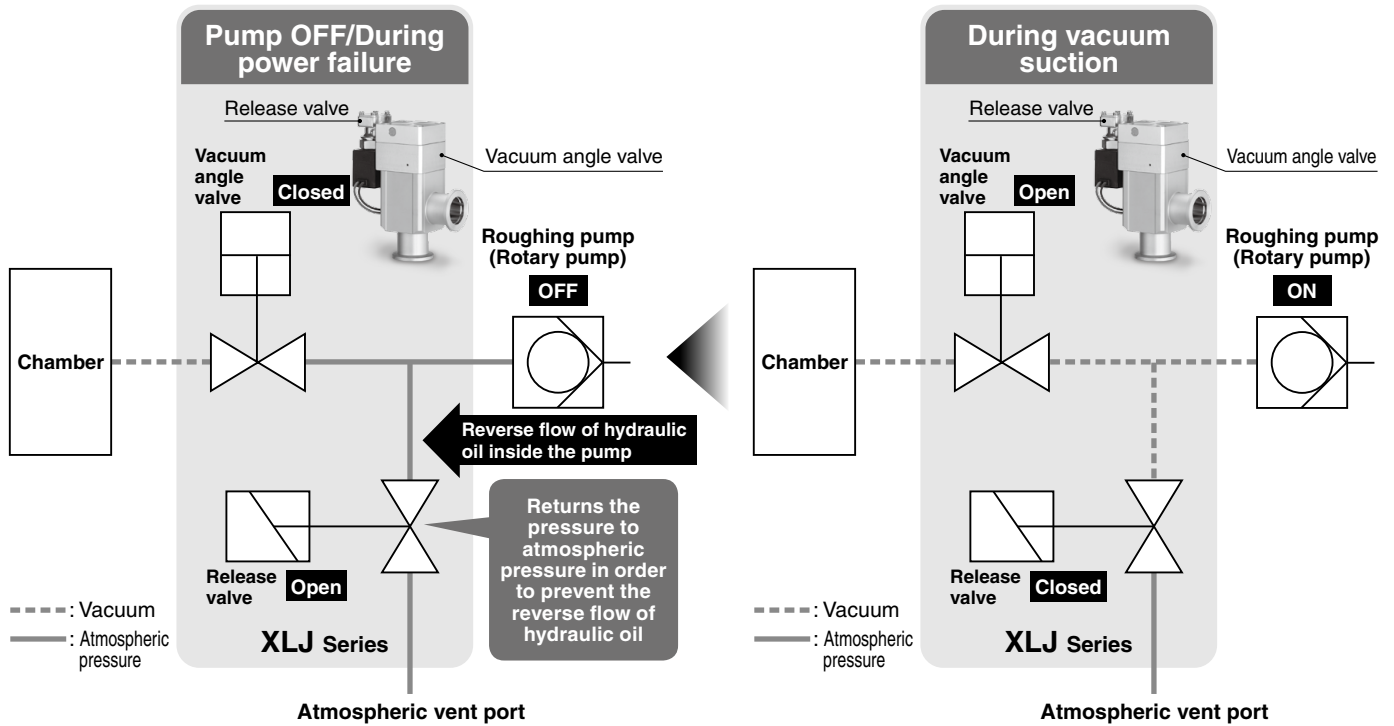 Pump OFF/During
power failure
Release valve
Vacuum angle valve
Vacuum
angle
valve
Closed
Roughing pump
(Rotary pump)
OFF
Chamber
Reverse flow of hydraulic
oil inside the pump
Returns the
pressure to
atmospheric
pressure in order
to prevent the
reverse flow of
hydraulic oil
Release
valve
Open
: Vacuum
: Atmospheric
pressure
XLJ Series
Atmospheric vent port
During vacuum
suction
Release valve
Vacuum angle valve
Vacuum
angle
valve
Open
Roughing pump
(Rotary pump)
ON
Chamber
Release
valve
Closed
: Vacuum
: Atmospheric
pressure
XLJ Series
Atmospheric vent port